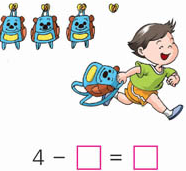 4 − □ = □